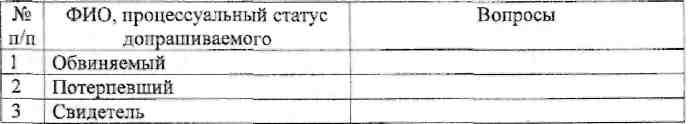 № п/п ФИО, процессуальный статус допрашиваемого Вопросы
1 Обвиняемый
2 Потерпевший
3 Свидетель